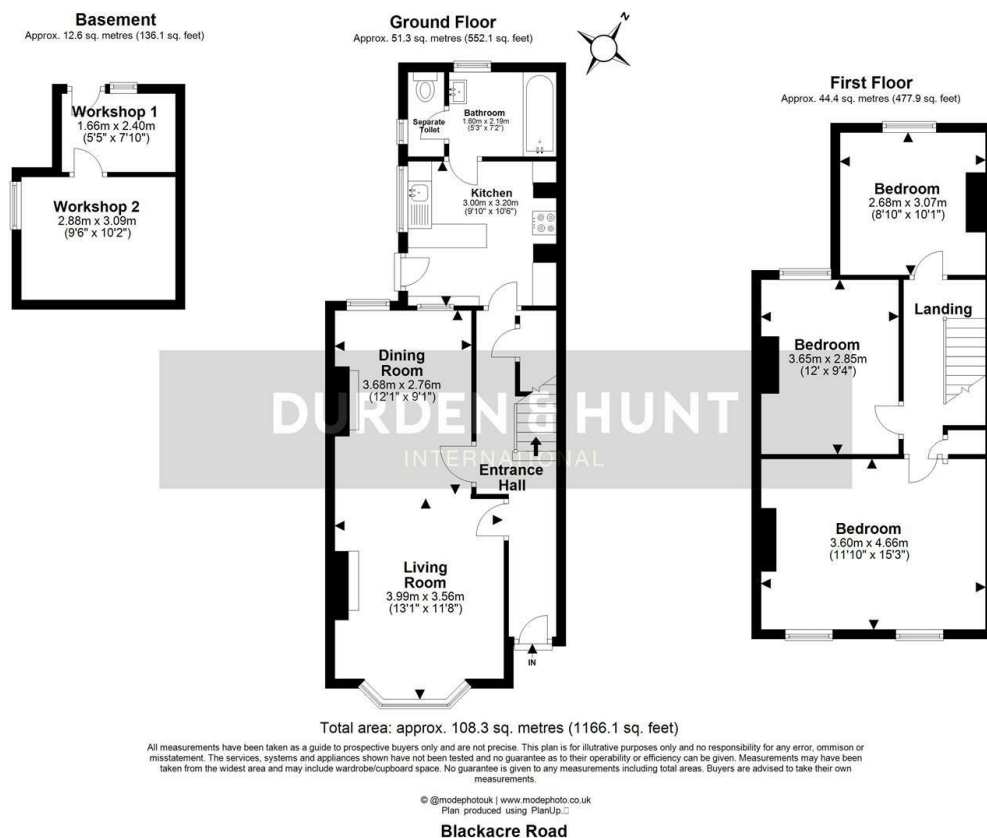 Basement
Approx. 12.6 sq. metres (136.1 sq. feet)
Workshop 1
1.66m x 2.40m
(5'5" x 7'10")
Workshop 2
2.88m x 3.09m
(9'6" x 10'2")
Ground Floor
Approx. 51.3 sq. metres (552.1 sq. feet)
N
Separate
Toilet
Bathroom
1.60m x 2.19m
(5'3" x 7'2")
Kitchen
3.00m x 3.20m
(9'10" x 10'6")
Dining
Room
3.68m x 2.76m
(12'1" x 9'1")
DURDEN & HUNT
INTERNATIONAL
Entrance
Hall
Living
Room
3.99m x 3.56m
(13'1" x 11'8")
IN
First Floor
Approx. 44.4 sq. metres (477.9 sq. feet)
Bedroom
2.68m x 3.07m
(8'10" x 10'1")
Landing
Bedroom
3.65m x 2.85m
(12' x 9'4")
Bedroom
3.60m x 4.66m
(11'10" x 15'3")
Total area: approx. 108.3 sq. metres (1166.1 sq. feet)
All measurements have been taken as a guide to prospective buyers only and are not precise. This plan is for illutrative purposes only and no responsibility for any error, ommison or
misstatement. The services, systems and appliances shown have not been tested and no guarantee as to their operability or efficiency can be given. Measurements may have been
taken from the widest area and may include wardrobe/cupboard space. No guarantee is given to any measurements including total areas. Buyers are advised to take their own
measurements.
© @modephotouk | www.modephoto.co.uk
Plan produced using PlanUp.
Blackacre Road